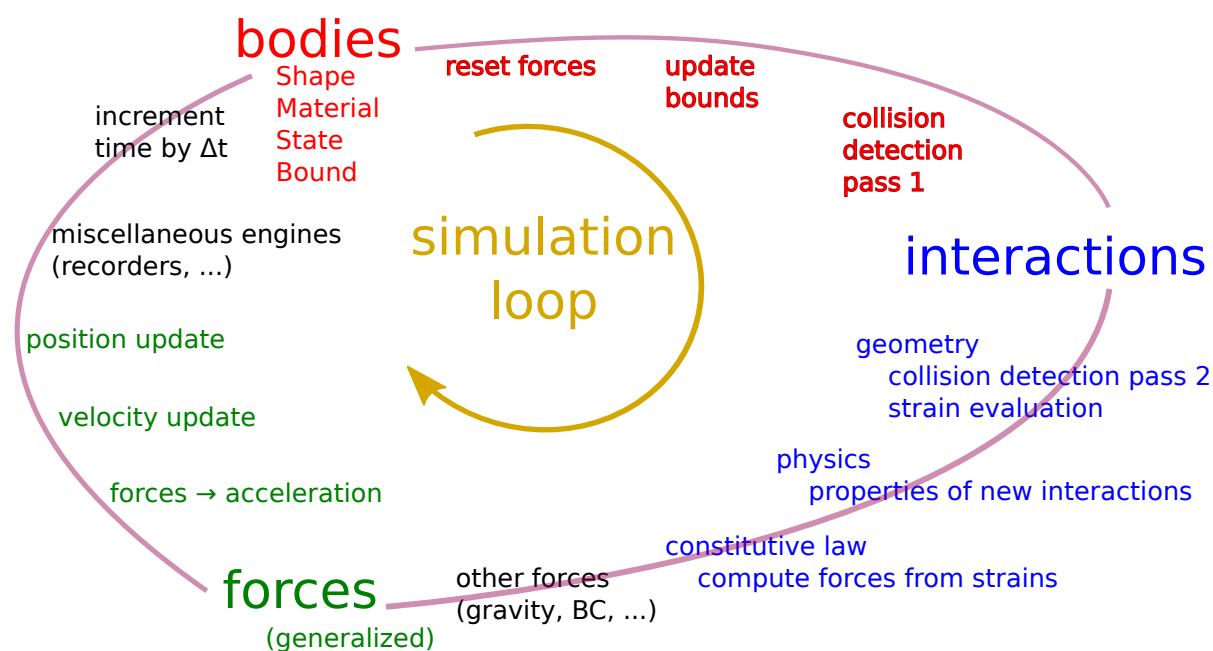 bodies
Shape
Material
State
Bound
reset forces
update
bounds
collision
detection
pass 1
interactions
geometry
collision detection pass 2
strain evaluation
physics
properties of new interactions
constitutive law
compute forces from strains
other forces
(gravity, BC, ...)
forces
(generalized)
forces → acceleration
velocity update
position update
miscellaneous engines
(recorders, ...)
increment
time by Δt
simulation
loop